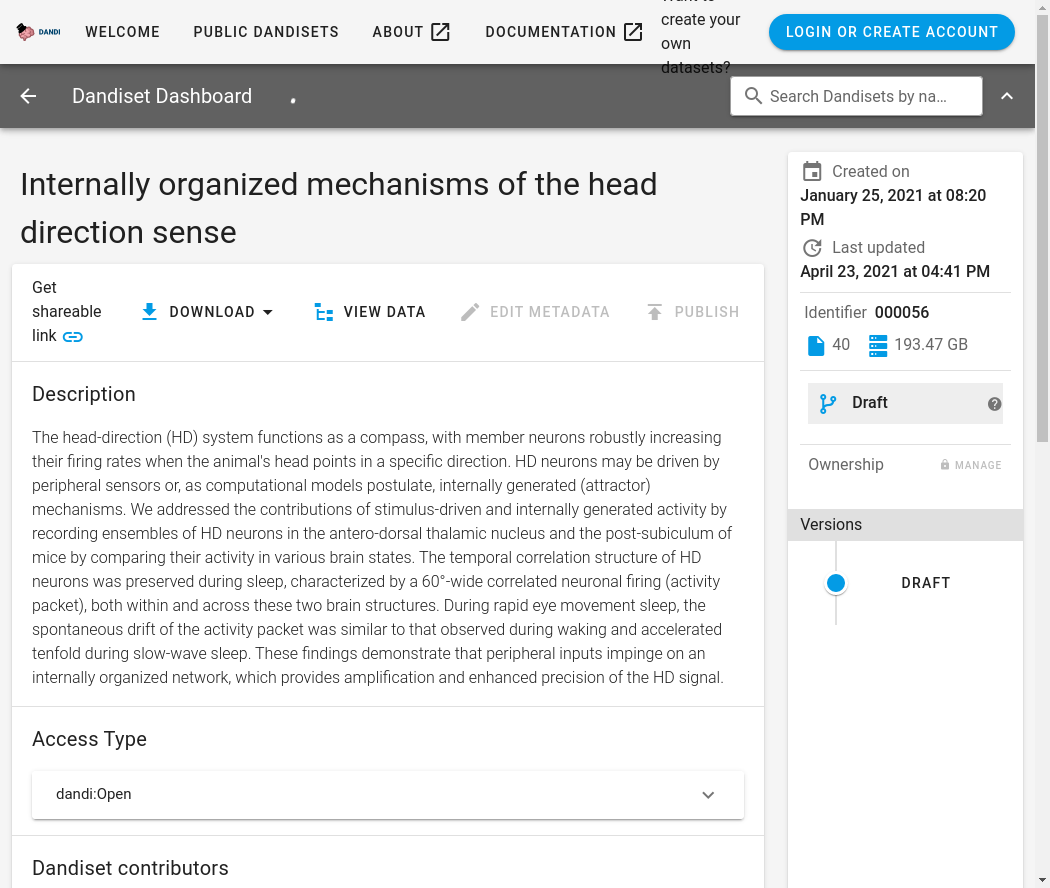 DANDI
WELCOME
PUBLIC DANDISETS
ABOUT
DOCUMENTATION
create your
own
datasets?
LOGIN OR CREATE ACCOUNT
Dandiset Dashboard
Search Dandisets by na...
Internally organized mechanisms of the head
direction sense
Get
shareable
link
DOWNLOAD
VIEW DATA
EDIT METADATA
PUBLISH
Description
The head-direction (HD) system functions as a compass, with member neurons robustly increasing
their firing rates when the animal's head points in a specific direction. HD neurons may be driven by
peripheral sensors or, as computational models postulate, internally generated (attractor)
mechanisms. We addressed the contributions of stimulus-driven and internally generated activity by
recording ensembles of HD neurons in the antero-dorsal thalamic nucleus and the post-subiculum of
mice by comparing their activity in various brain states. The temporal correlation structure of HD
neurons was preserved during sleep, characterized by a 60°-wide correlated neuronal firing (activity
packet), both within and across these two brain structures. During rapid eye movement sleep, the
spontaneous drift of the activity packet was similar to that observed during waking and accelerated
tenfold during slow-wave sleep. These findings demonstrate that peripheral inputs impinge on an
internally organized network, which provides amplification and enhanced precision of the HD signal.
Access Type
dandi:Open
Dandiset contributors
Created on
January 25, 2021 at 08:20
PM
Last updated
April 23, 2021 at 04:41 PM
Identifier 000056
40
193.47 GB
Draft
Ownership
MANAGE
Versions
DRAFT